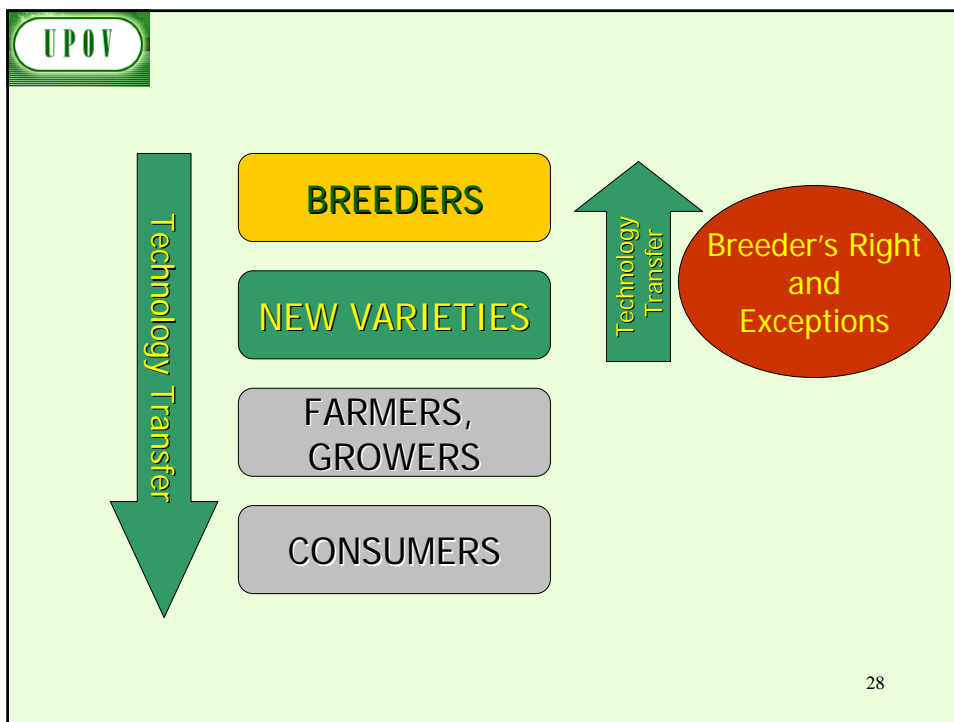 UPOV
Technology Transfer
BREEDERS
NEW VARIETIES
FARMERS,
GROWERS
CONSUMERS
Technology
Transfer
Breeder's Right
and
Exceptions
28